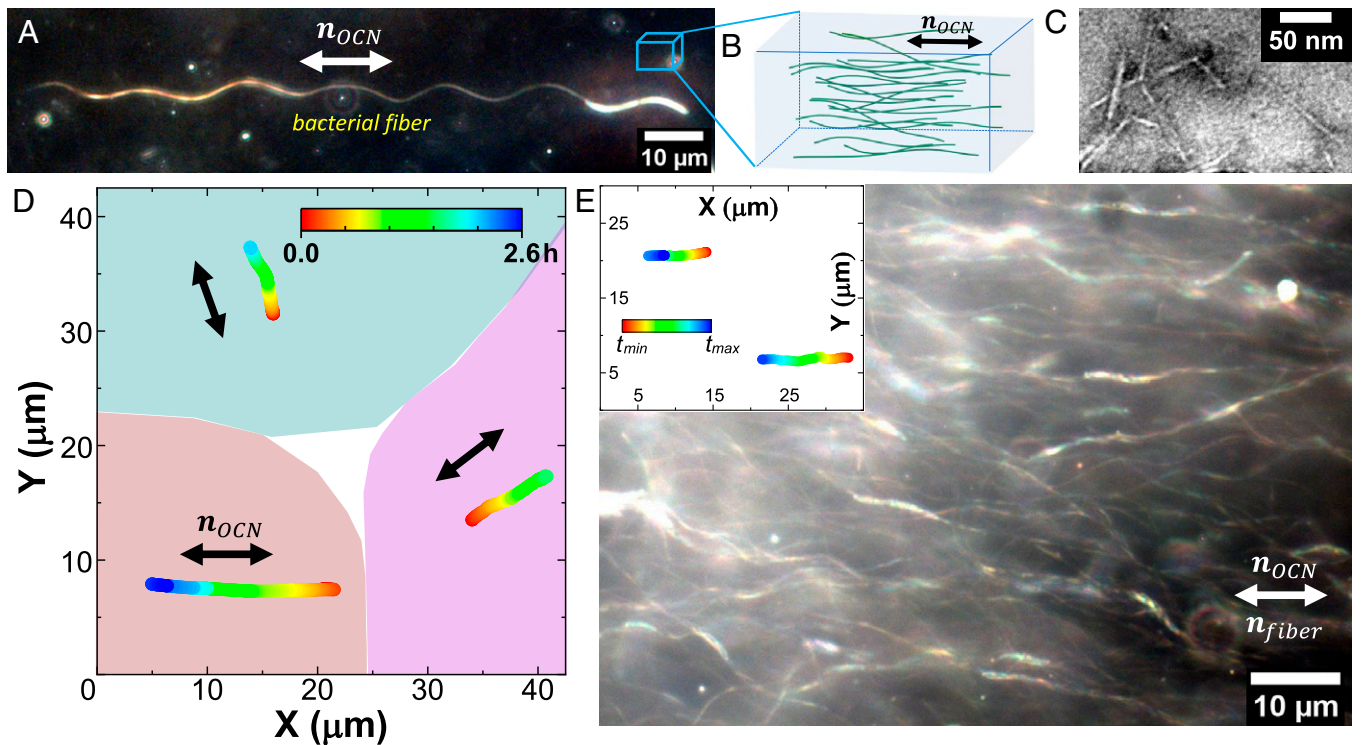 A
n_OCN
bacterial fiber
10 µm
B
n_OCN
C
50 nm
D
40
30
20
10
0
10
20
30
40
Y (µm)
X (µm)
0.0
2.6h
n_OCN
E
X (µm)
25
15
5
5
15
25
Y (µm)
t_min
t_max
n_OCN
n_fiber
10 µm